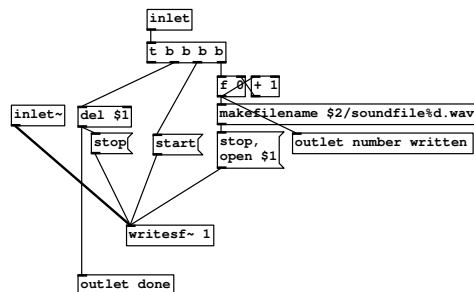 inlet
t b b b b
f 0
+ 1
inlet~
del $1
makefilename $2/soundfile%d.wav
stop
start
stop,
open $1
outlet number written
writesf~ 1
outlet done